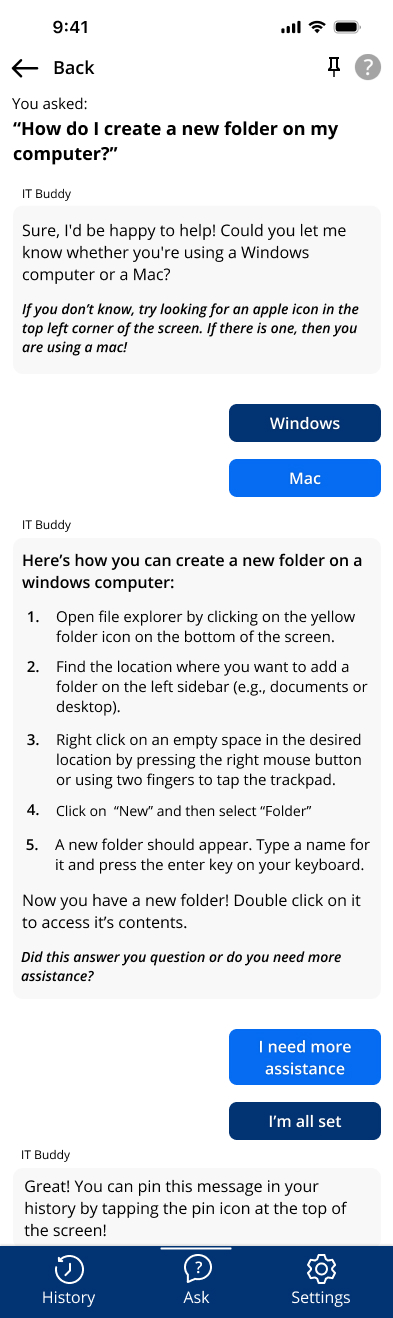 9:41
Back
?
You asked:
“How do I create a new folder on my
computer?”
IT Buddy
Sure, I'd be happy to help! Could you let me
know whether you're using a Windows
computer or a Mac?
If you don’t know, try looking for an apple icon in the
top left corner of the screen. If there is one, then you
are using a mac!
Windows
Mac
IT Buddy
Here’s how you can create a new folder on a
windows computer:
1. Open file explorer by clicking on the yellow
folder icon on the bottom of the screen.
2. Find the location where you want to add a
folder on the left sidebar (e.g., documents or
desktop).
3. Right click on an empty space in the desired
location by pressing the right mouse button
or using two fingers to tap the trackpad.
4. Click on “New” and then select “Folder”
5. A new folder should appear. Type a name for
it and press the enter key on your keyboard.
Now you have a new folder! Double click on it
to access it’s contents.
Did this answer you question or do you need more
assistance?
I need more
assistance
I’m all set
IT Buddy
Great! You can pin this message in your
history by tapping the pin icon at the top of
the screen!
?
History
Ask
Settings